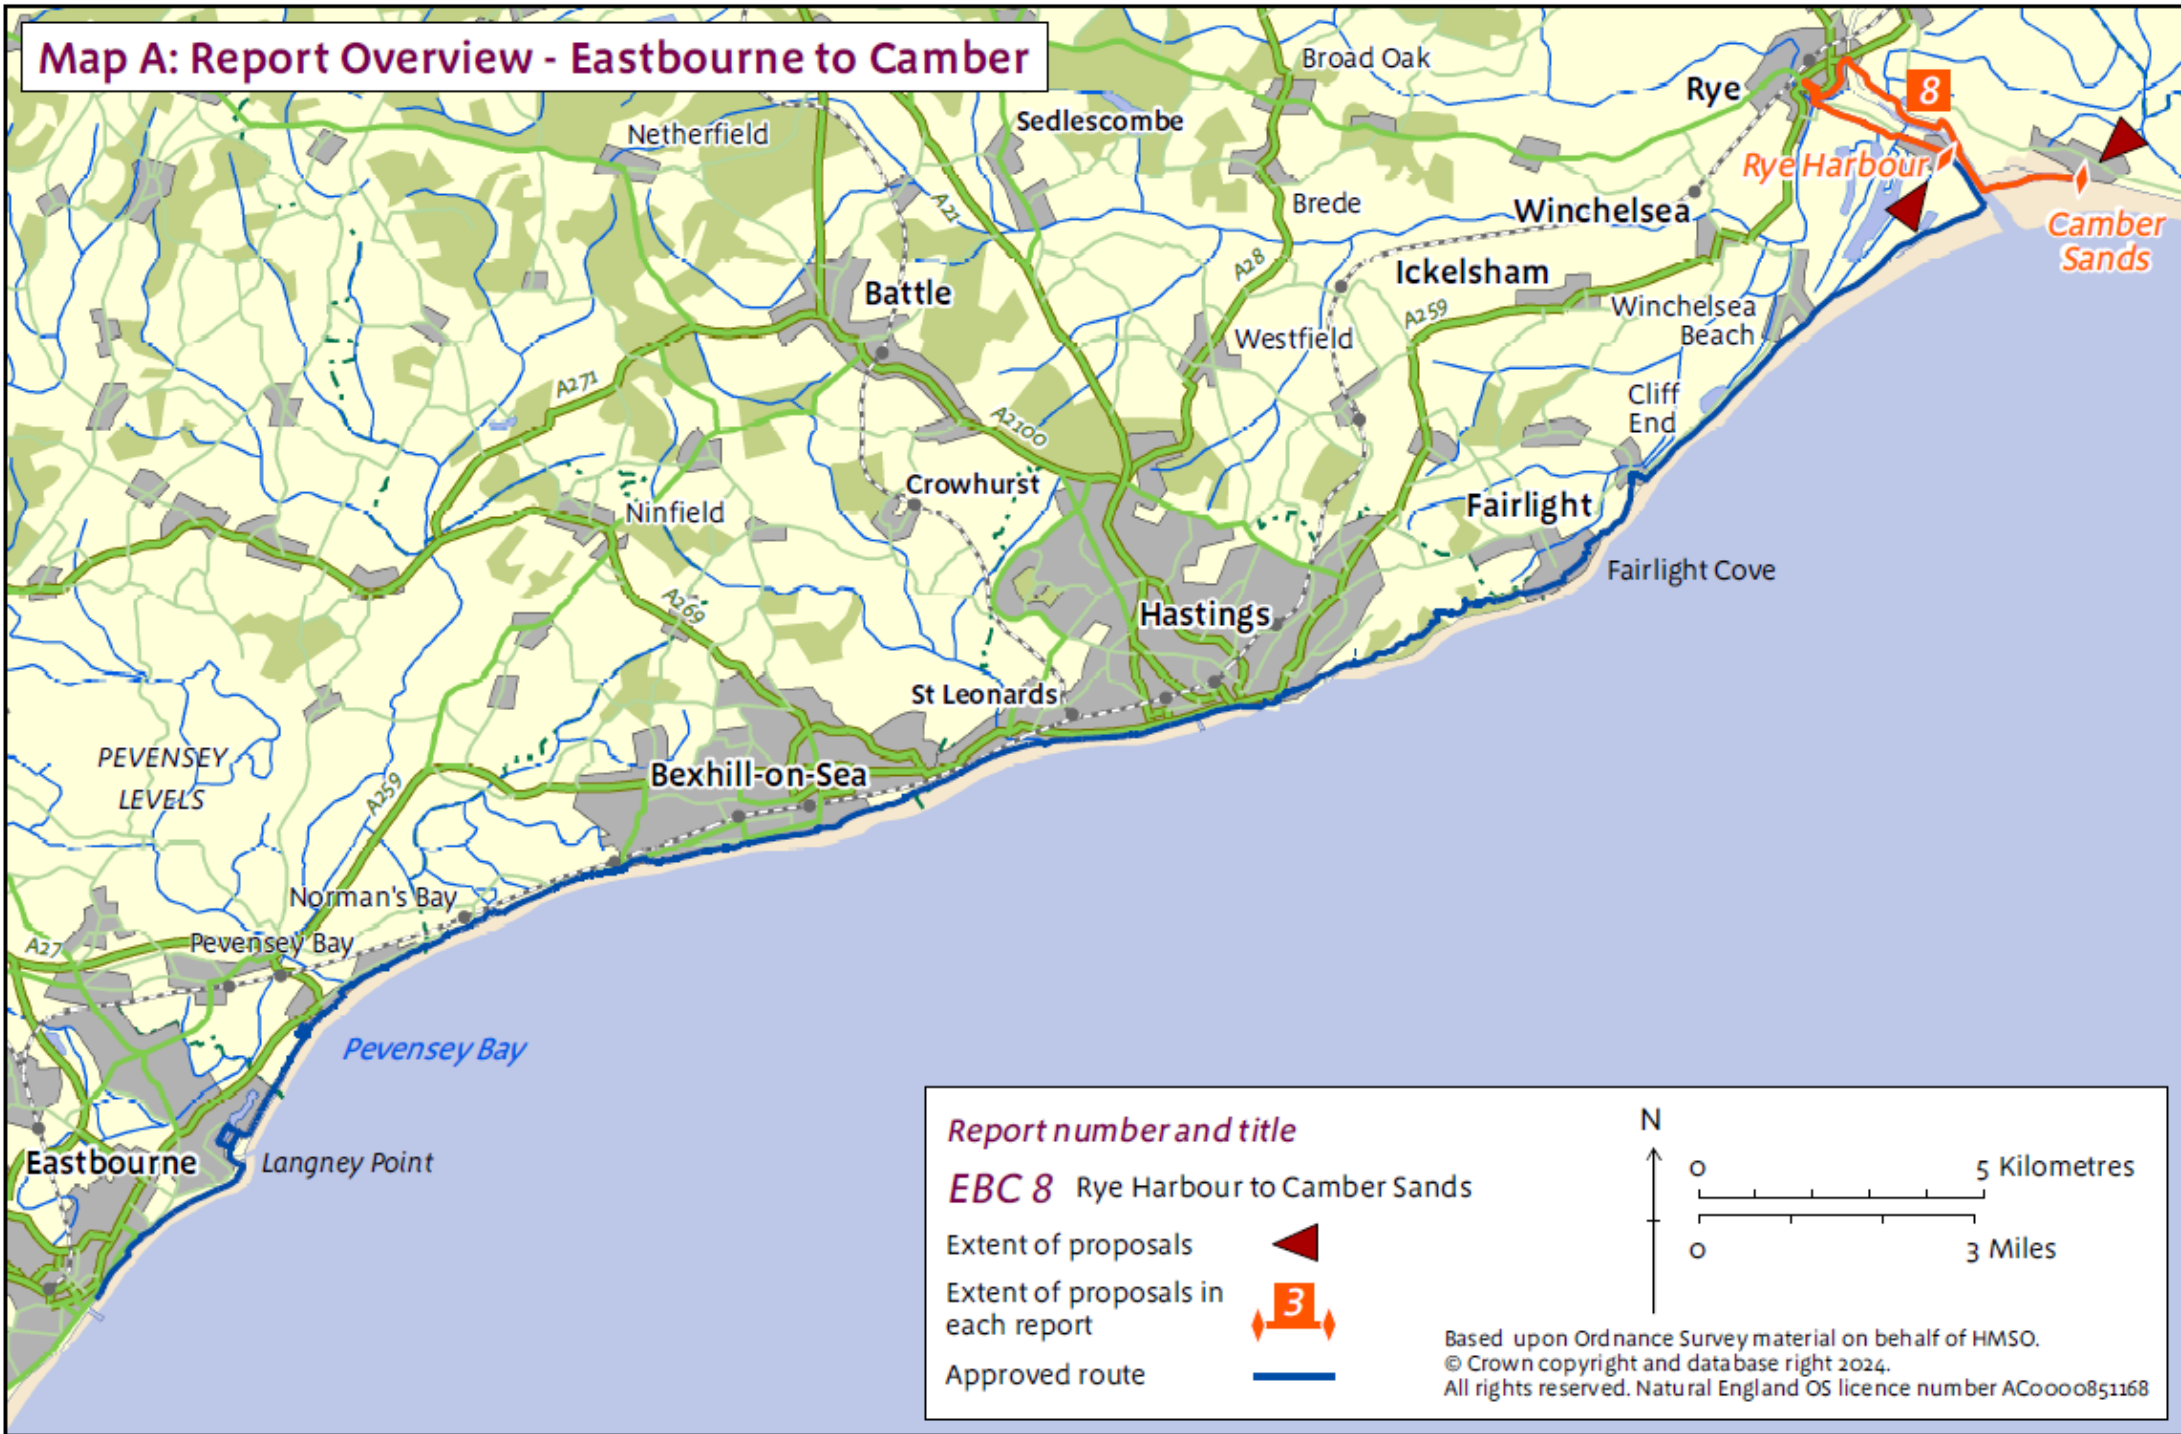 Map A: Report Overview - Eastbourne to Camber
Broad Oak
Rye
8
Netherfield
Sedlescombe
Rye Harbour
A21
Brede
Winchelsea
Camber
Sands
A28
Ickelsham
Battle
Winchelsea
Beach
A259
Westfield
A271
Cliff
End
A2100
Crowhurst
Fairlight
Ninfield
Fairlight Cove
A269
Hastings
St Leonards
PEVENSEY
LEVELS
Bexhill-on-Sea
A259
Norman's Bay
A27
Pevensey Bay
Pevensey Bay
Eastbourne
Langney Point
Report number and title
EBC 8 Rye Harbour to Camber Sands
Extent of proposals
Extent of proposals in
each report
3
Approved route
N
0 5 Kilometres
0 3 Miles
Based upon Ordnance Survey material on behalf of HMSO.
© Crown copyright and database right 2024.
All rights reserved. Natural England OS licence number AC0000851168